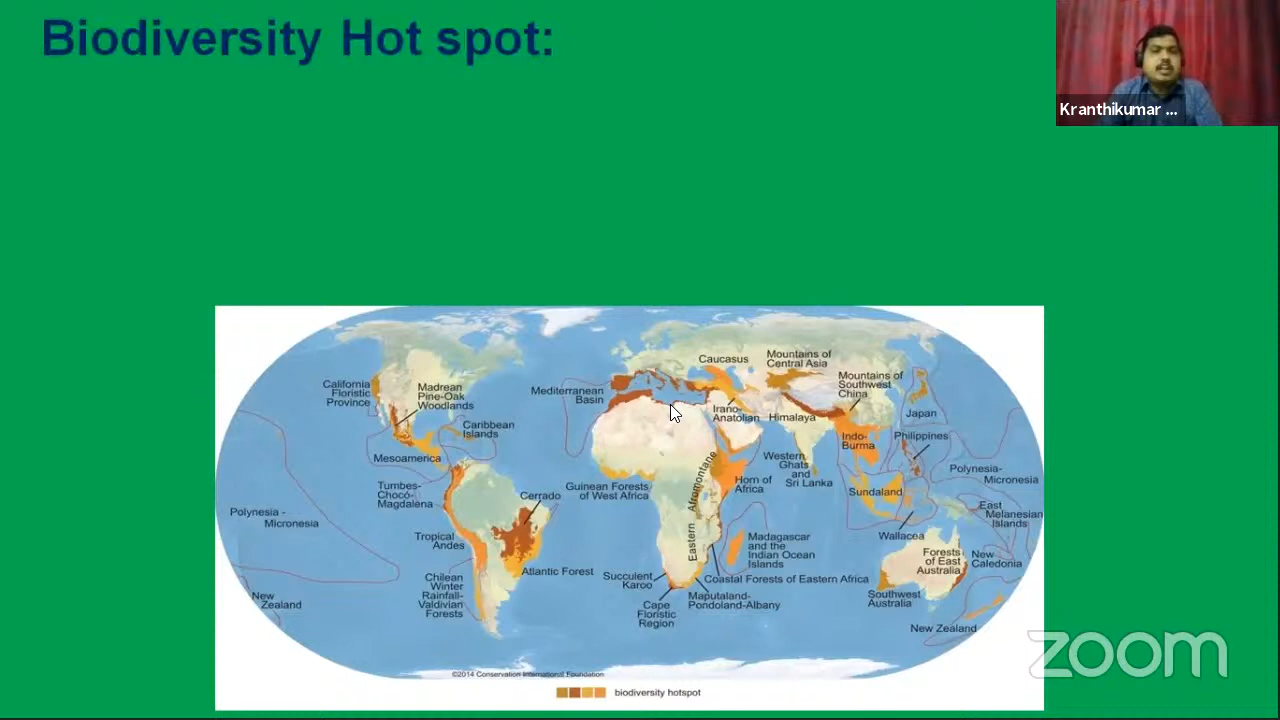 Biodiversity Hot spot:
Kranthikumar ...
Caucasus
Mountains of
Central Asia
Mountains of
Southwest
China
California
Floristic
Province
Madrean
Pine-Oak
Woodlands
Mediterranean
Basin
Irano-
Anatolian
Himalaya
Japan
Caribbean
Islands
Indo-
Burma
Philippines
Mesoamerica
Western
Ghats
and
Sri Lanka
Polynesia-
Micronesia
Tumbes-
Chocó-
Magdalena
Cerrado
Guinean Forests
of West Africa
Eastern Afromontane
Horn of
Africa
Sundaland
Polynesia -
Micronesia
East
Melanesian
Islands
Tropical
Andes
Wallacea
Madagascar
and the
Indian Ocean
Islands
Forests
of East
Australia
New
Caledonia
Atlantic Forest
Chilean
Winter
Rainfall-
Valdivian
Forests
Succulent
Karoo
Coastal Forests of Eastern Africa
Cape
Floristic
Region
Maputaland-
Pondoland-Albany
Southwest
Australia
New
Zealand
New Zealand
©2014 Conservation International Foundation
biodiversity hotspot
zoom